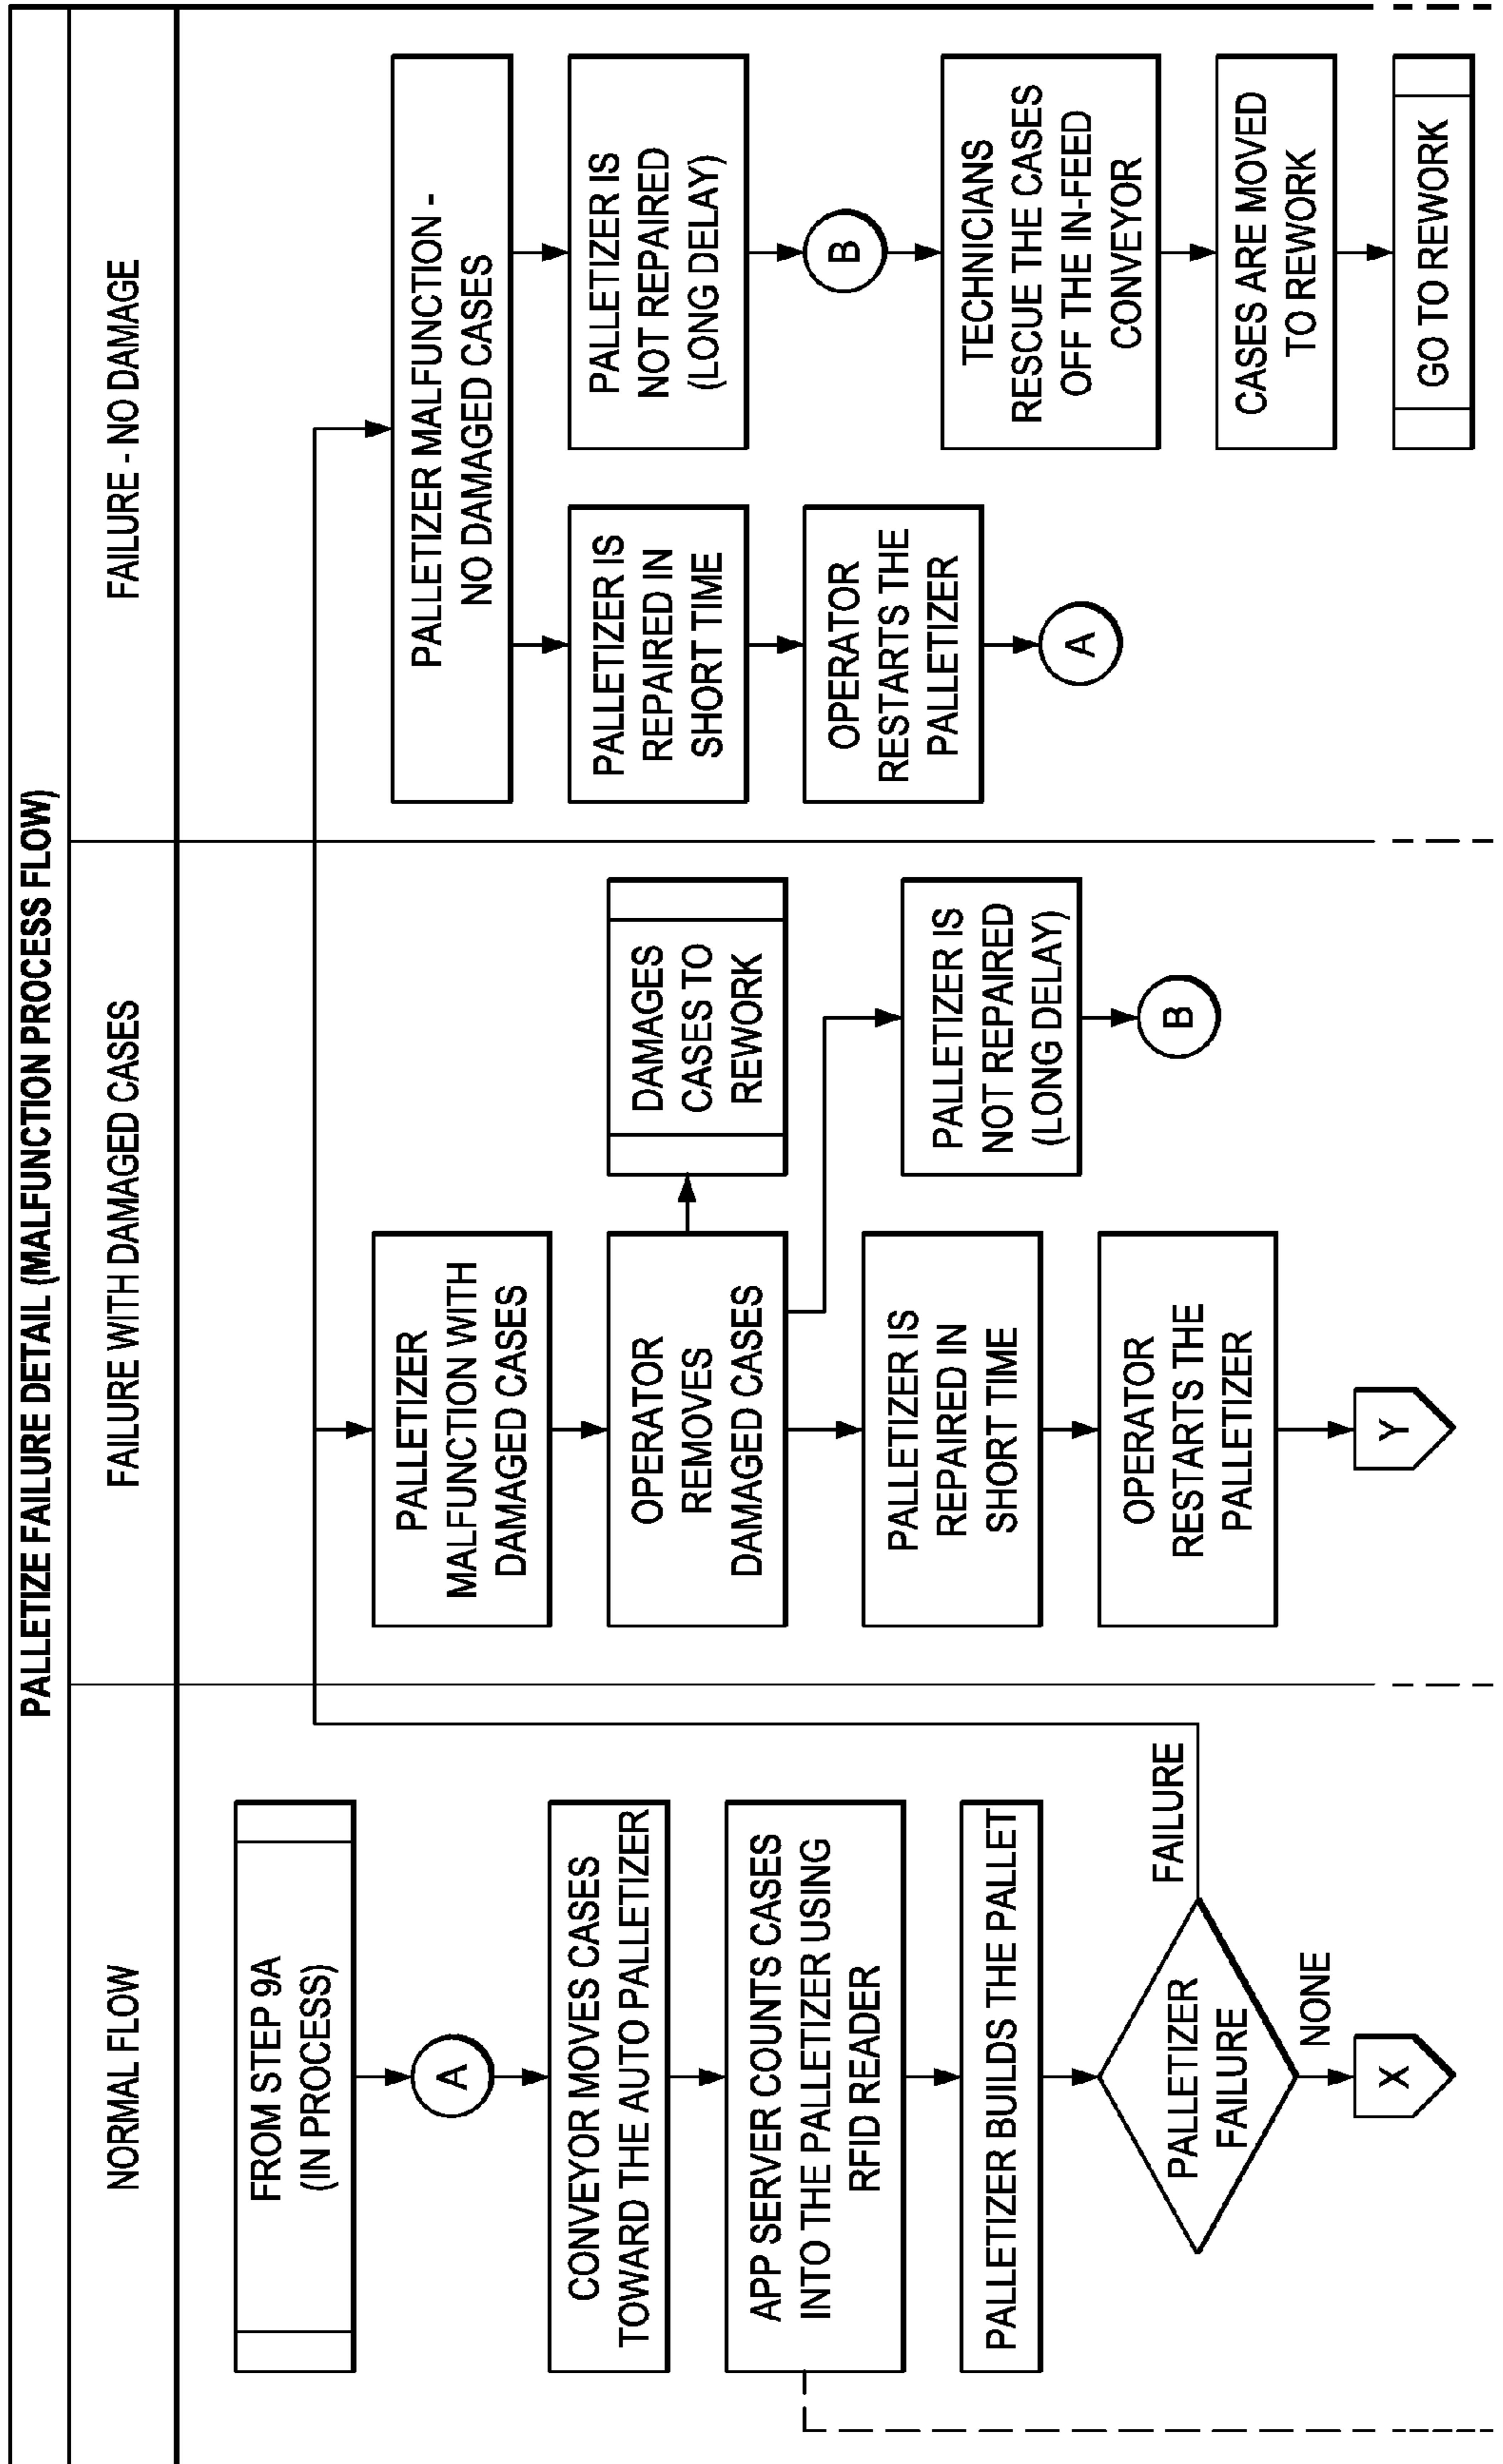 PALLETIZE FAILURE DETAIL (MALFUNCTION PROCESS FLOW)
NORMAL FLOW
FAILURE WITH DAMAGED CASES
FAILURE - NO DAMAGE
FROM STEP 9A
(IN PROCESS)
A
CONVEYOR MOVES CASES
TOWARD THE AUTO PALLETIZER
APP SERVER COUNTS CASES
INTO THE PALLETIZER USING
RFID READER
PALLETIZER BUILDS THE PALLET
PALLETIZER
FAILURE
FAILURE
NONE
X
PALLETIZER
MALFUNCTION WITH
DAMAGED CASES
OPERATOR
REMOVES
DAMAGED CASES
DAMAGES
CASES TO
REWORK
PALLETIZER IS
REPAIRED IN
SHORT TIME
OPERATOR
RESTARTS THE
PALLETIZER
Y
PALLETIZER IS
NOT REPAIRED
(LONG DELAY)
B
PALLETIZER MALFUNCTION -
NO DAMAGED CASES
PALLETIZER IS
REPAIRED IN
SHORT TIME
OPERATOR
RESTARTS THE
PALLETIZER
A
PALLETIZER IS
NOT REPAIRED
(LONG DELAY)
B
TECHNICIANS
RESCUE THE CASES
OFF THE IN-FEED
CONVEYOR
CASES ARE MOVED
TO REWORK
GO TO REWORK